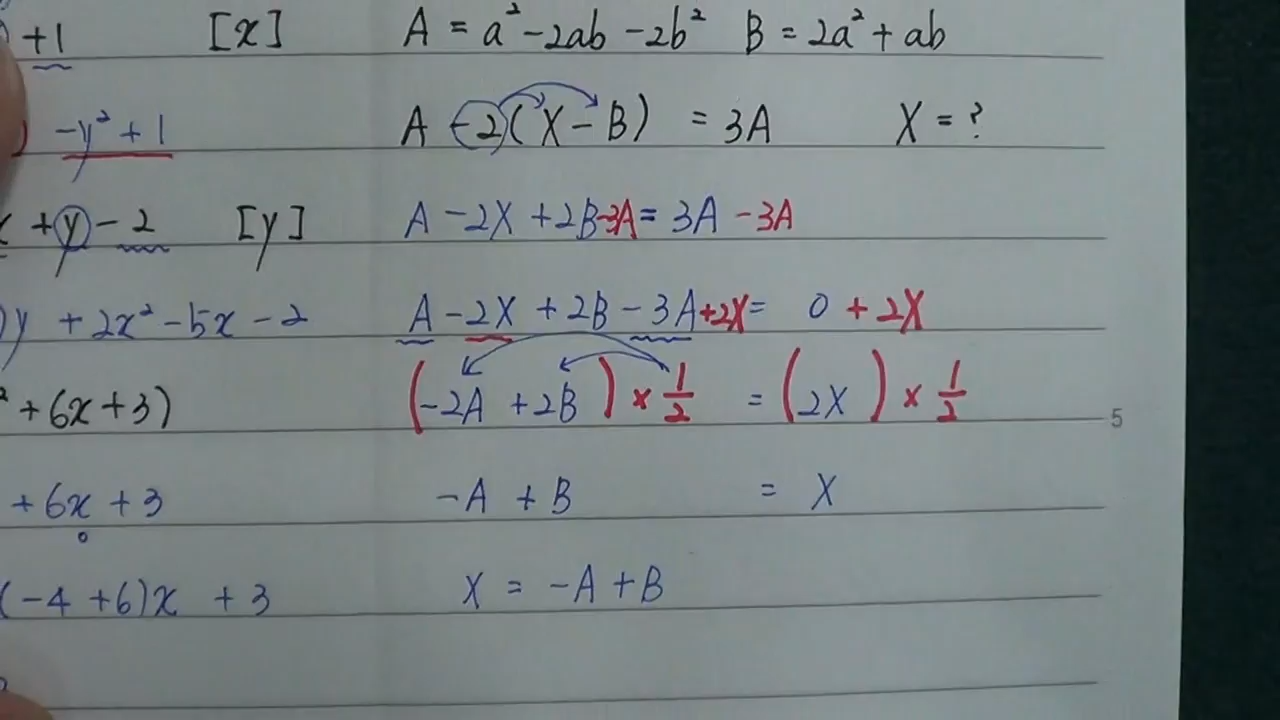 +1 [x] A = a² - 2ab - 2b² B = 2a² + ab
-y² + 1 A -2(X - B) = 3A X = ?
+y - 2 [y] A - 2X + 2B - 3A = 3A - 3A
)y + 2x² - 5x - 2 A - 2X + 2B - 3A + 2X = 0 + 2X
² + 6x + 3) (-2A + 2B) × 1/2 = (2X) × 1/2
5
+ 6x + 3 -A + B = X
(-4 + 6)x + 3 X = -A + B